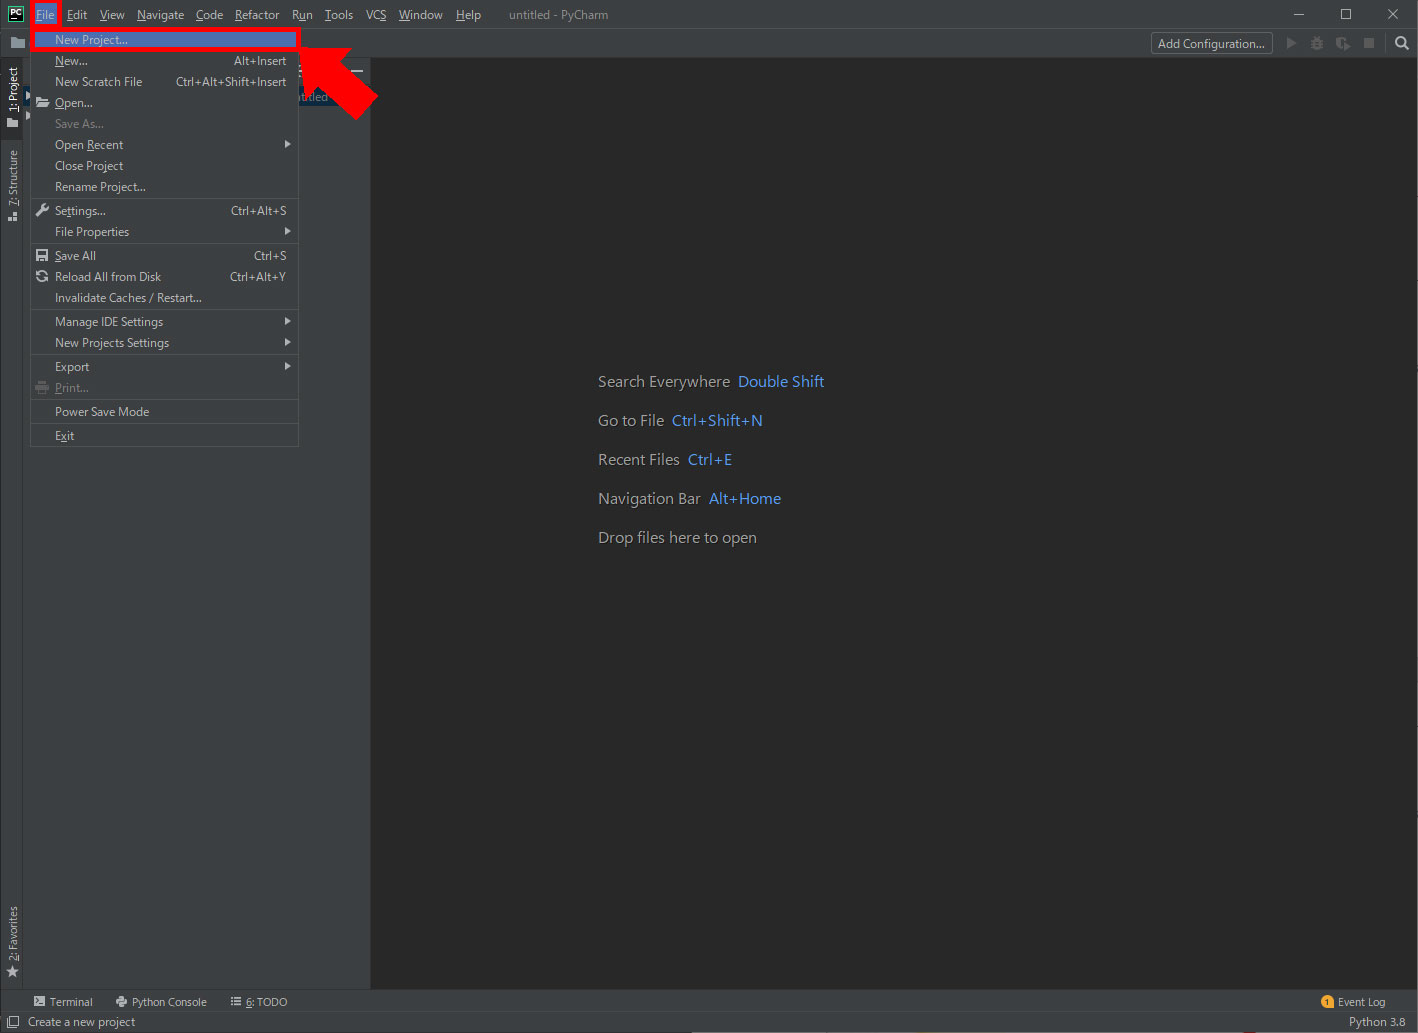 PC File Edit View Navigate Code Refactor Run Tools VCS Window Help untitled - PyCharm
Add Configuration...
New Project...
New... Alt+Insert
New Scratch File Ctrl+Alt+Shift+Insert
Open...
Save As...
Open Recent
Close Project
Rename Project...
Settings... Ctrl+Alt+S
File Properties
Save All Ctrl+S
Reload All from Disk Ctrl+Alt+Y
Invalidate Caches / Restart...
Manage IDE Settings
New Projects Settings
Export
Print...
Power Save Mode
Exit
1: Project
7: Structure
2: Favorites
Search Everywhere Double Shift
Go to File Ctrl+Shift+N
Recent Files Ctrl+E
Navigation Bar Alt+Home
Drop files here to open
Terminal Python Console 6: TODO 1 Event Log
Create a new project Python 3.8